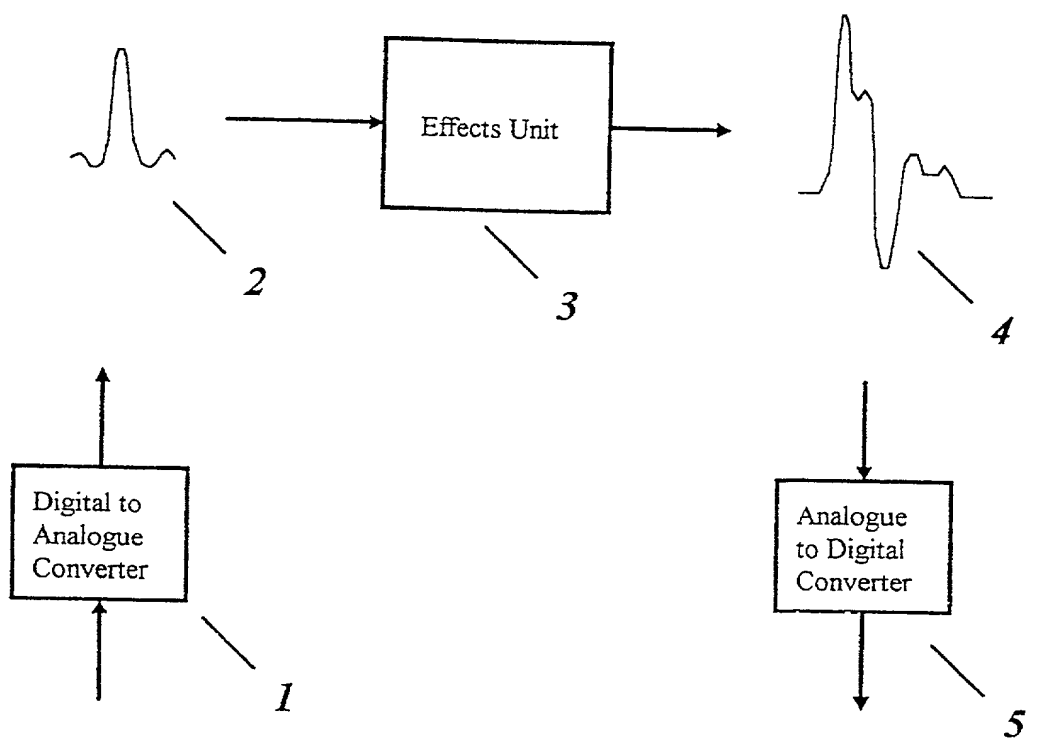 Effects Unit
2
3
4
Digital to
Analogue
Converter
Analogue
to Digital
Converter
1
5